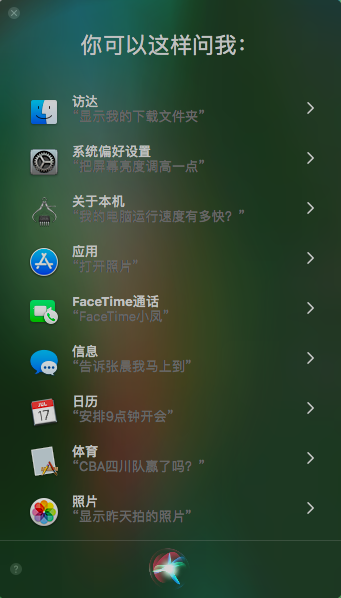 你可以这样问我：
访达
“显示我的下载文件夹”
系统偏好设置
“把屏幕亮度调高一点”
关于本机
“我的电脑运行速度有多快？”
应用
“打开照片”
FaceTime通话
“FaceTime小凤”
信息
“告诉张晨我马上到”
JUL
17
日历
“安排9点钟开会”
体育
“CBA四川队赢了吗？”
照片
“显示昨天拍的照片”
?